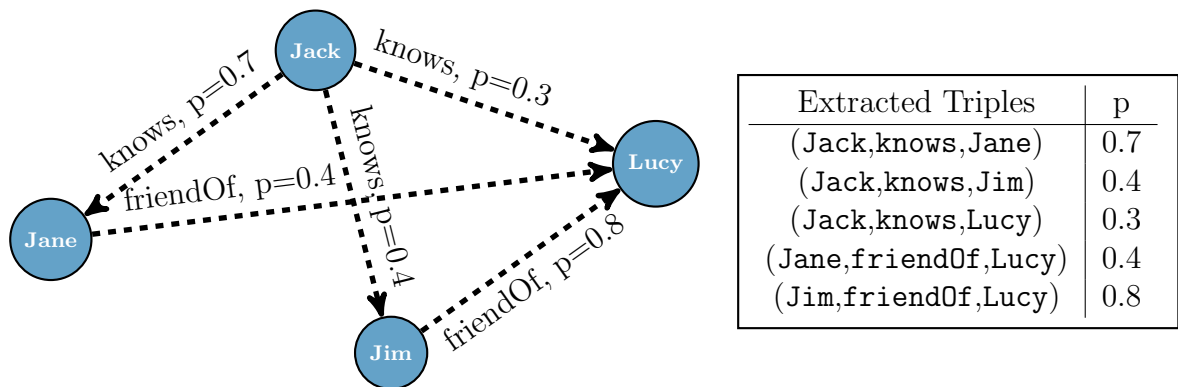 Jack
knows, p=0.7
knows, p=0.3
knows, p=0.4
Lucy
friendOf, p=0.4
Jane
friendOf, p=0.8
Jim
Extracted Triples p
(Jack,knows,Jane) 0.7
(Jack,knows,Jim) 0.4
(Jack,knows,Lucy) 0.3
(Jane,friendOf,Lucy) 0.4
(Jim,friendOf,Lucy) 0.8